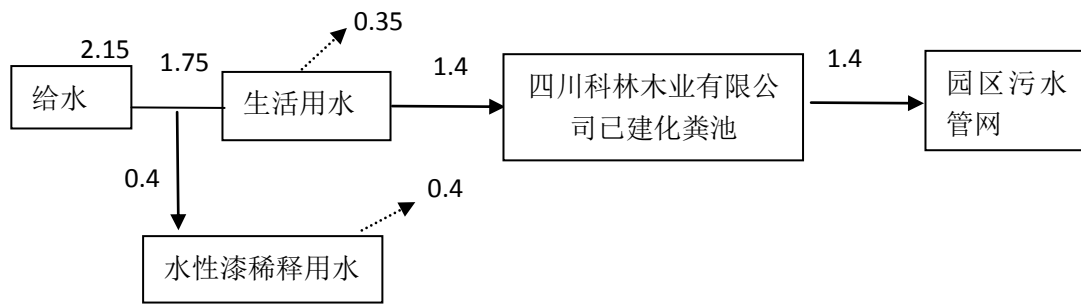 0.35
2.15
1.75
1.4
1.4
给水
生活用水
四川科林木业有限公
司已建化粪池
园区污水
管网
0.4
0.4
水性漆稀释用水